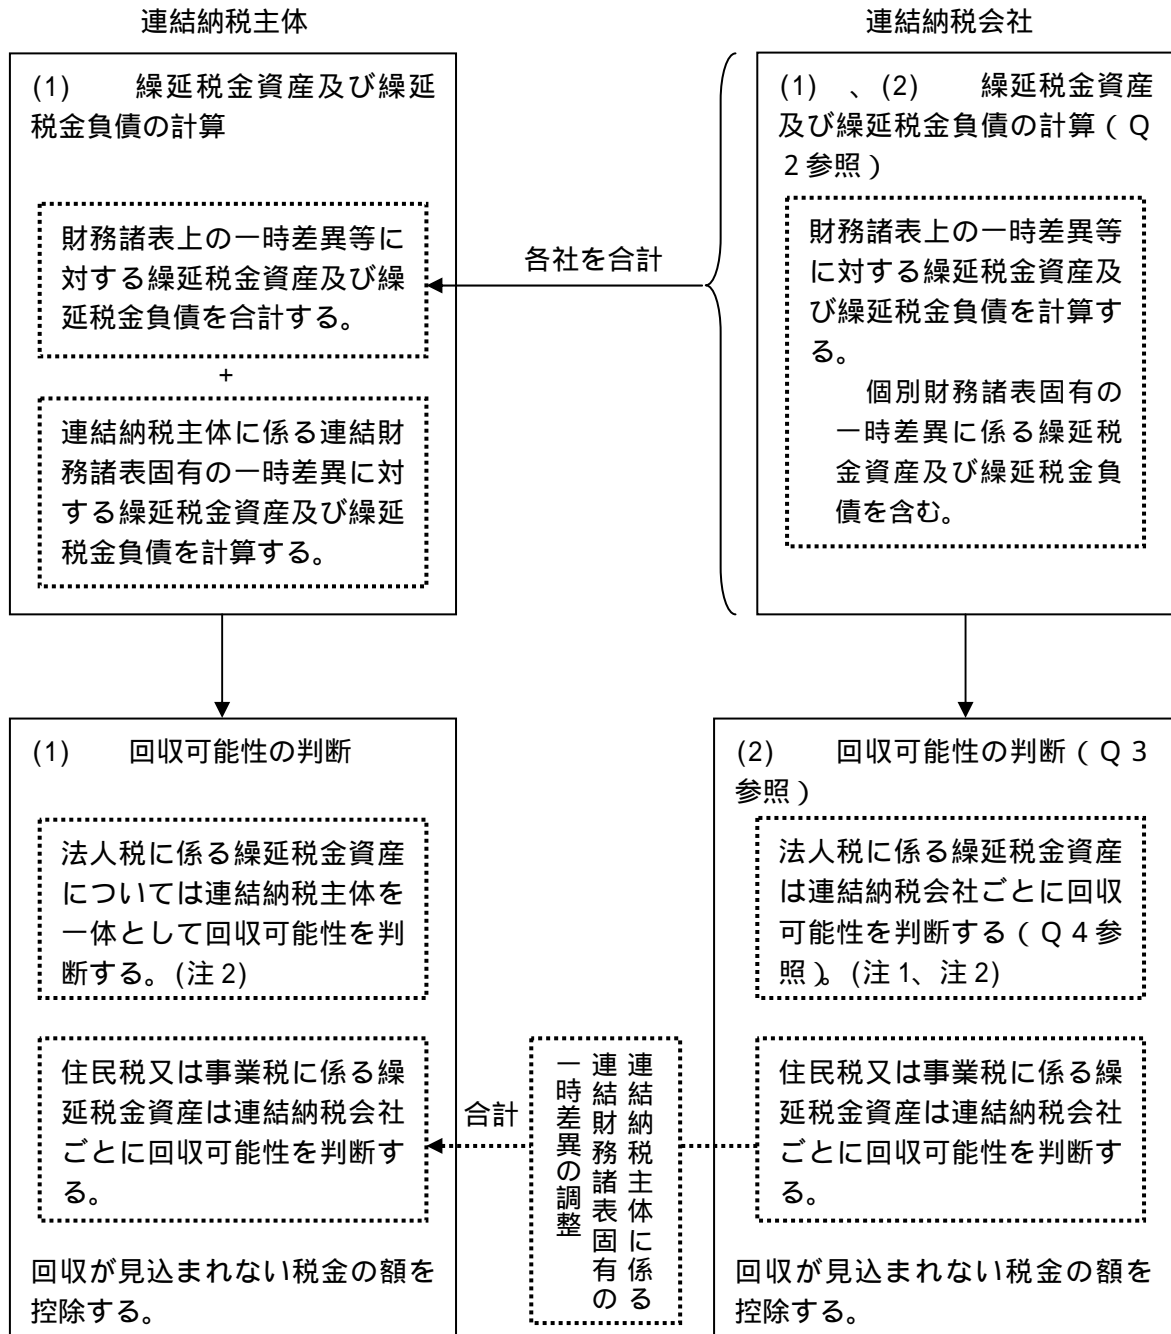 連結納税主体
連結納税会社
(1) 繰延税金資産及び繰延
税金負債の計算
財務諸表上の一時差異等に
対する繰延税金資産及び繰
延税金負債を合計する。
+
連結納税主体に係る連結財
務諸表固有の一時差異に対
する繰延税金資産及び繰延
税金負債を計算する。
各社を合計
(1) 、(2) 繰延税金資産
及び繰延税金負債の計算(Q
2参照)
財務諸表上の一時差異等
に対する繰延税金資産及
び繰延税金負債を計算す
る。
個別財務諸表固有の
一時差異に係る繰延税
金資産及び繰延税金負
債を含む。
(1) 回収可能性の判断
法人税に係る繰延税金資産
については連結納税主体を
一体として回収可能性を判
断する。(注2)
住民税又は事業税に係る繰
延税金資産は連結納税会社
ごとに回収可能性を判断す
る。
回収が見込まれない税金の額を
控除する。
合計
連結納税主体に係る
連結財務諸表固有の
一時差異の調整
(2) 回収可能性の判断(Q3
参照)
法人税に係る繰延税金資産
は連結納税会社ごとに回収
可能性を判断する(Q4参
照)。(注1、注2)
住民税又は事業税に係る繰
延税金資産は連結納税会社
ごとに回収可能性を判断す
る。
回収が見込まれない税金の額を
控除する。